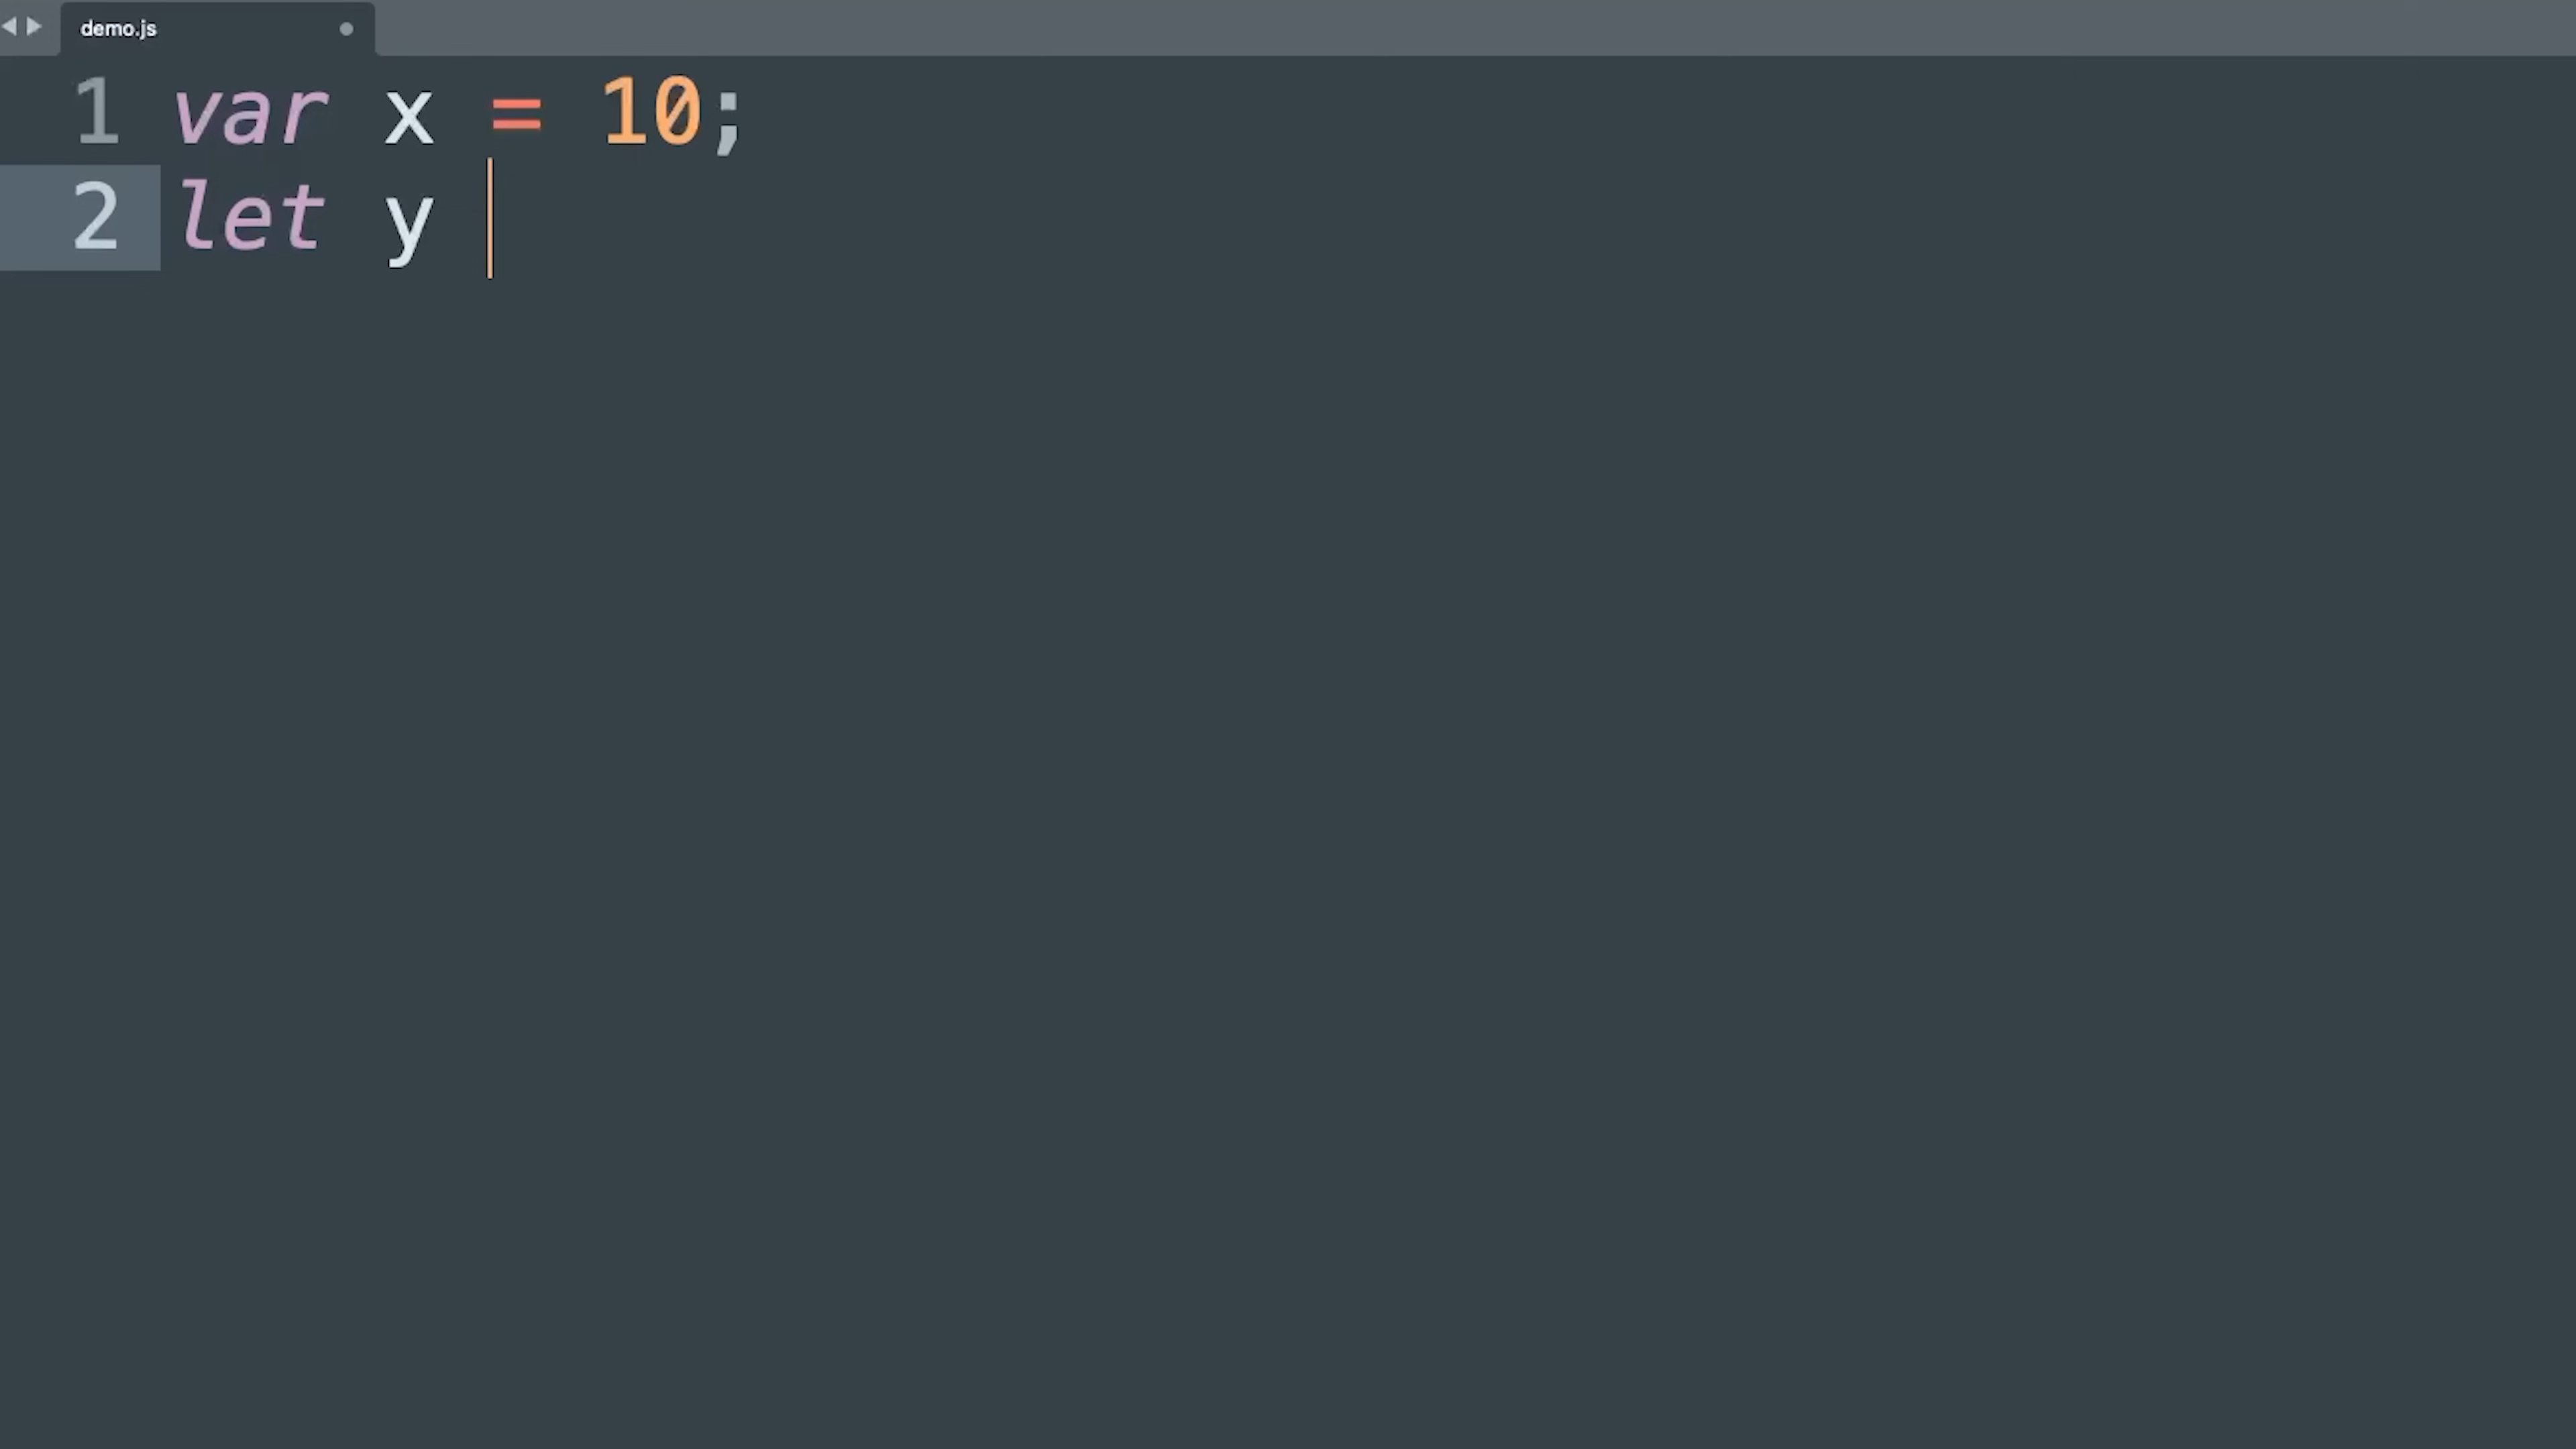 demo.js
1 var x = 10;
2 let y